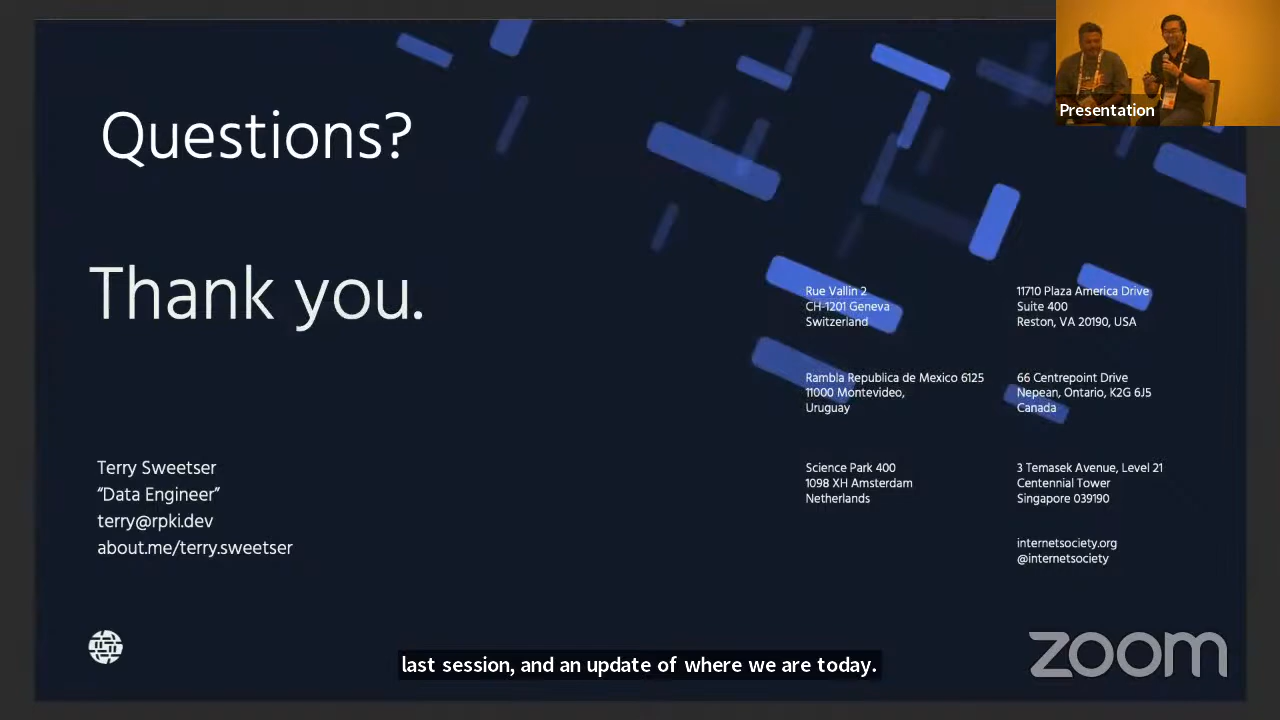 Presentation
Questions?
Thank you.
Rue Vallin 2
CH-1201 Geneva
Switzerland
11710 Plaza America Drive
Suite 400
Reston, VA 20190, USA
Rambla Republica de Mexico 6125
11000 Montevideo,
Uruguay
66 Centrepoint Drive
Nepean, Ontario, K2G 6J5
Canada
Science Park 400
1098 XH Amsterdam
Netherlands
3 Temasek Avenue, Level 21
Centennial Tower
Singapore 039190
internetsociety.org
@internetsociety
Terry Sweetser
“Data Engineer”
terry@rpki.dev
about.me/terry.sweetser
last session, and an update of where we are today.
zoom